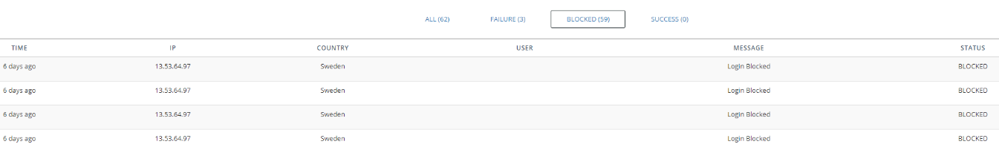 ALL (62) FAILURE (3) BLOCKED (59) SUCCESS (0)
TIME IP COUNTRY USER MESSAGE STATUS
6 days ago 13.53.64.97 Sweden Login Blocked BLOCKED
6 days ago 13.53.64.97 Sweden Login Blocked BLOCKED
6 days ago 13.53.64.97 Sweden Login Blocked BLOCKED
6 days ago 13.53.64.97 Sweden Login Blocked BLOCKED